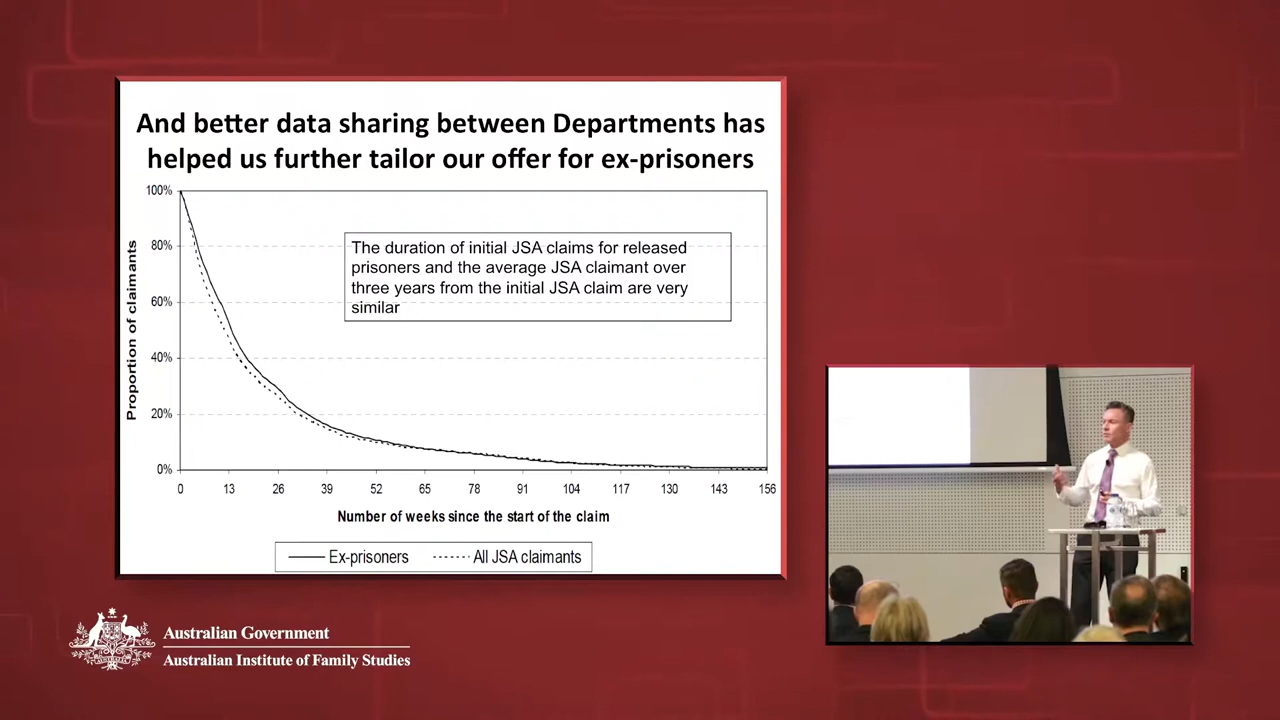 And better data sharing between Departments has
helped us further tailor our offer for ex-prisoners
100%
80%
60%
40%
20%
0%
Proportion of claimants
The duration of initial JSA claims for released
prisoners and the average JSA claimant over
three years from the initial JSA claim are very
similar
0 13 26 39 52 65 78 91 104 117 130 143 156
Number of weeks since the start of the claim
Ex-prisoners All JSA claimants
Australian Government
Australian Institute of Family Studies